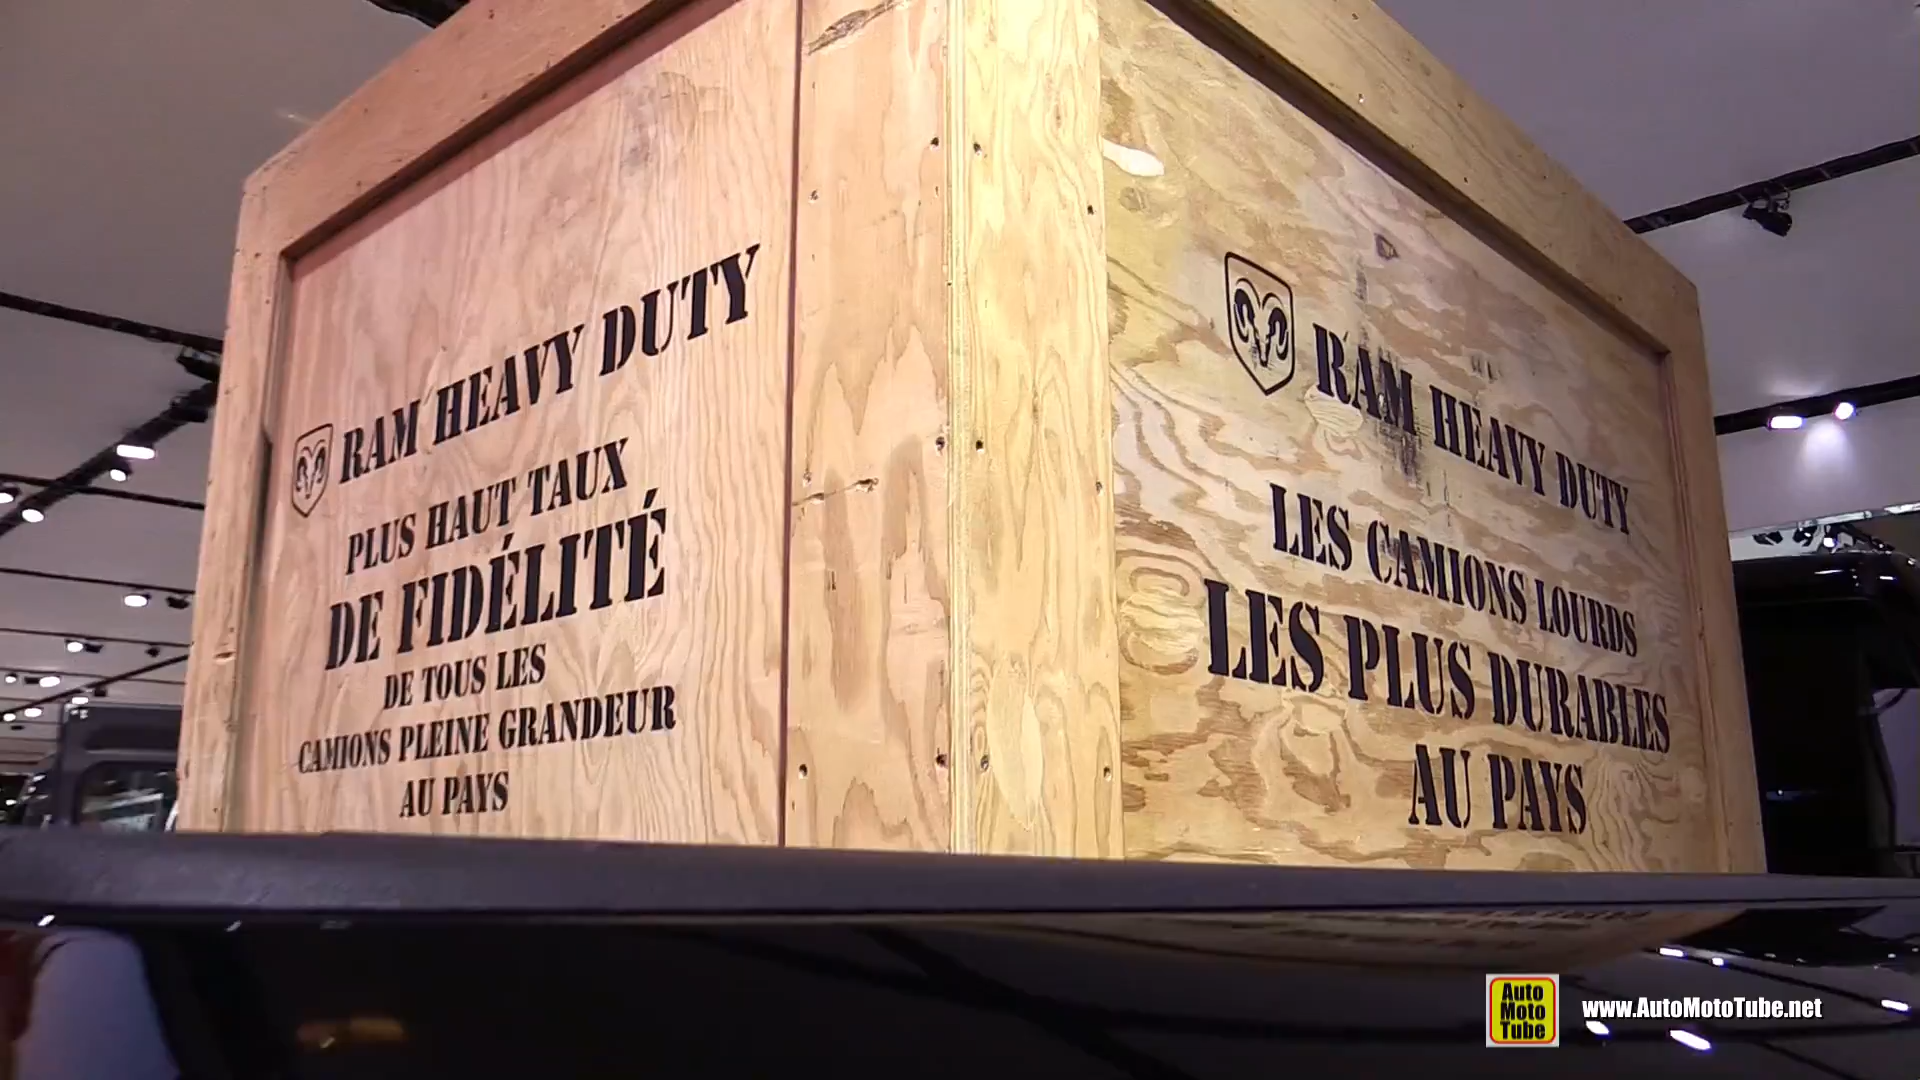 RAM HEAVY DUTY
PLUS HAUT TAUX
DE FIDÉLITÉ
DE TOUS LES
CAMIONS PLEINE GRANDEUR
AU PAYS
RAM HEAVY DUTY
LES CAMIONS LOURDS
LES PLUS DURABLES
AU PAYS
Auto
Moto
Tube
www.AutoMotoTube.net